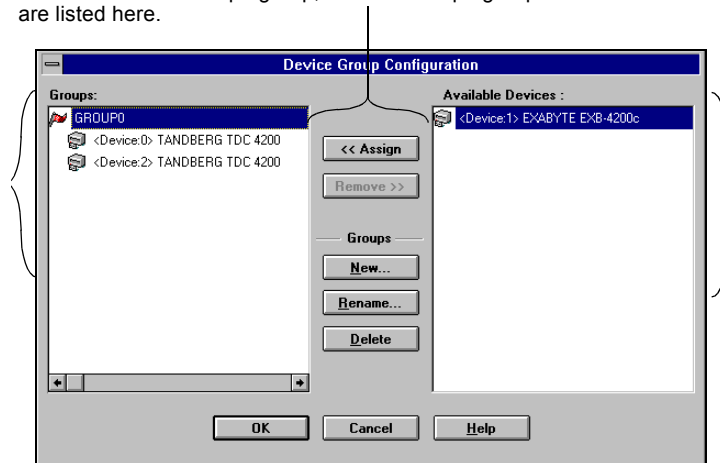 are listed here.
Device Group Configuration
Groups:
GROUP0
<Device:0> TANDBERG TDC 4200
<Device:2> TANDBERG TDC 4200
<< Assign
Remove >>
Groups
New...
Rename...
Delete
Available Devices :
<Device:1> EXABYTE EXB-4200c
OK
Cancel
Help